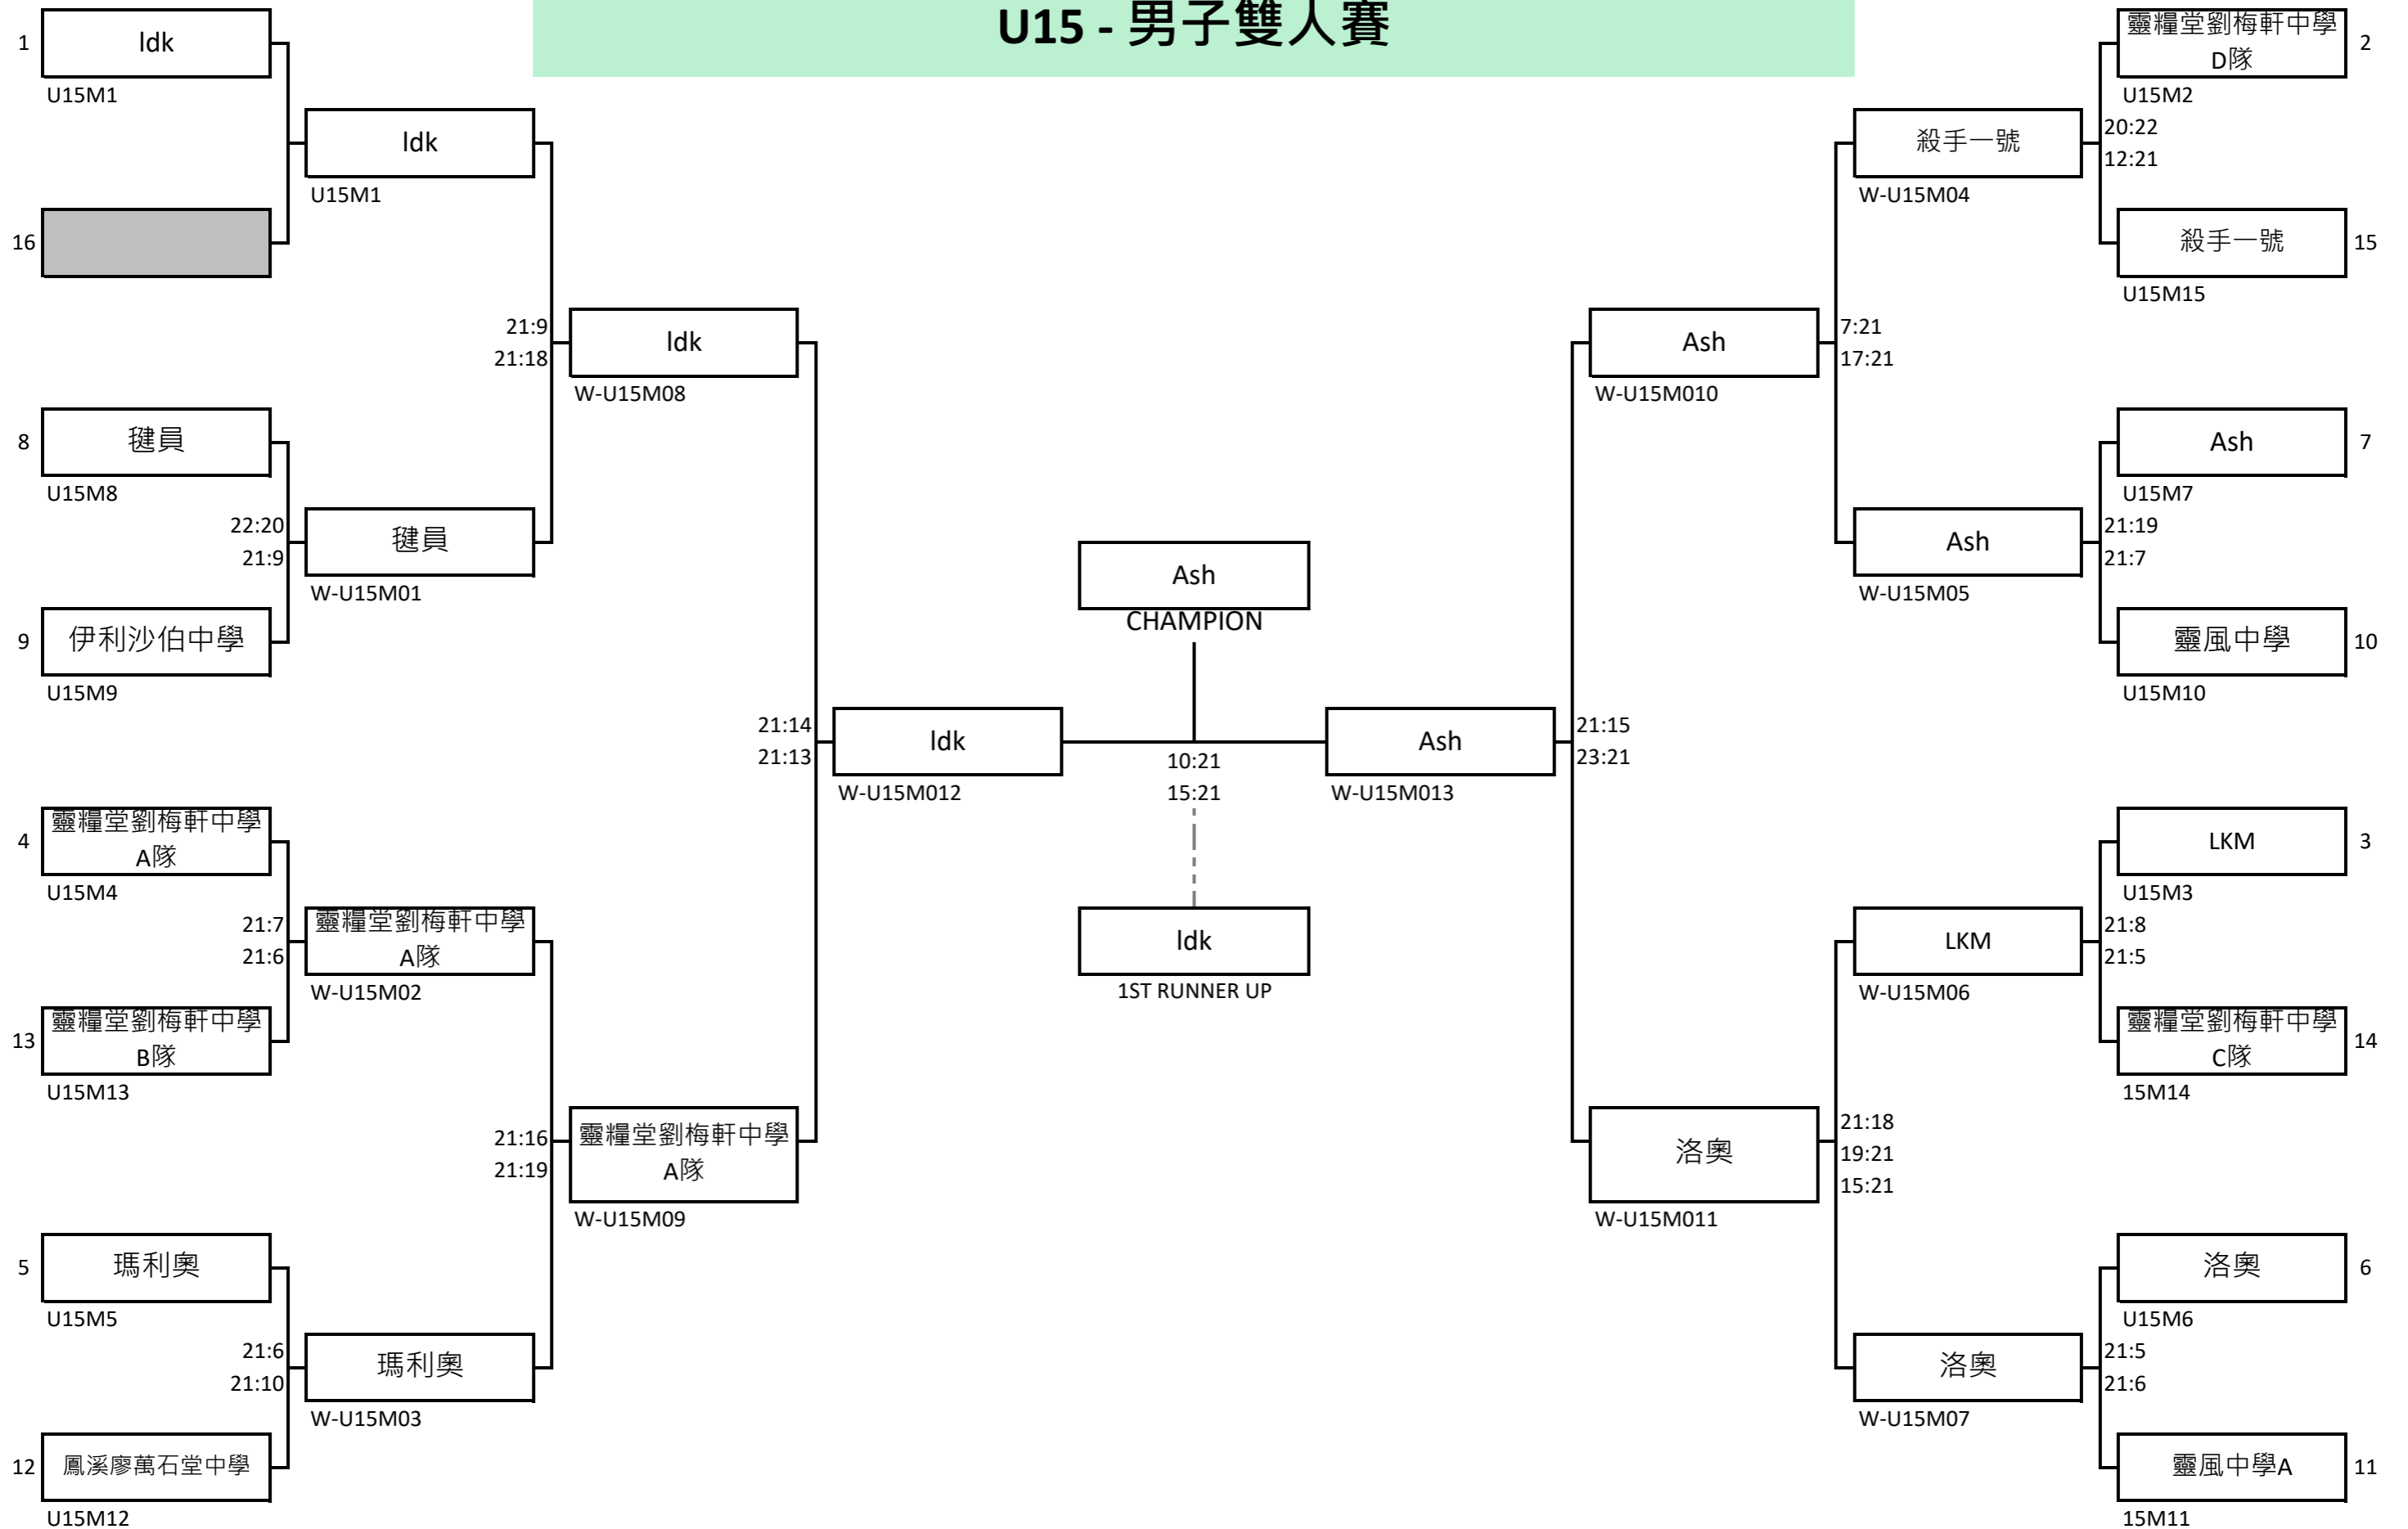 U15 - 男子雙人賽
1
ldk
U15M1
16
ldk
U15M1
21:9
21:18
ldk
W-U15M08
8
毽員
U15M8
22:20
21:9
毽員
W-U15M01
9
伊利沙伯中學
U15M9
21:14
21:13
ldk
W-U15M012
4
靈糧堂劉梅軒中學
A隊
U15M4
21:7
21:6
靈糧堂劉梅軒中學
A隊
W-U15M02
13
靈糧堂劉梅軒中學
B隊
U15M13
21:16
21:19
靈糧堂劉梅軒中學
A隊
W-U15M09
5
瑪利奧
U15M5
21:6
21:10
瑪利奧
W-U15M03
12
鳳溪廖萬石堂中學
U15M12
Ash
CHAMPION
10:21
15:21
ldk
1ST RUNNER UP
靈糧堂劉梅軒中學
D隊
2
U15M2
20:22
12:21
殺手一號
W-U15M04
殺手一號
15
U15M15
Ash
W-U15M010
7:21
17:21
Ash
7
U15M7
21:19
21:7
Ash
W-U15M05
靈風中學
10
U15M10
Ash
W-U15M013
21:15
23:21
LKM
3
U15M3
21:8
21:5
LKM
W-U15M06
靈糧堂劉梅軒中學
C隊
14
15M14
洛奧
W-U15M011
21:18
19:21
15:21
洛奧
6
U15M6
21:5
21:6
洛奧
W-U15M07
靈風中學A
11
15M11